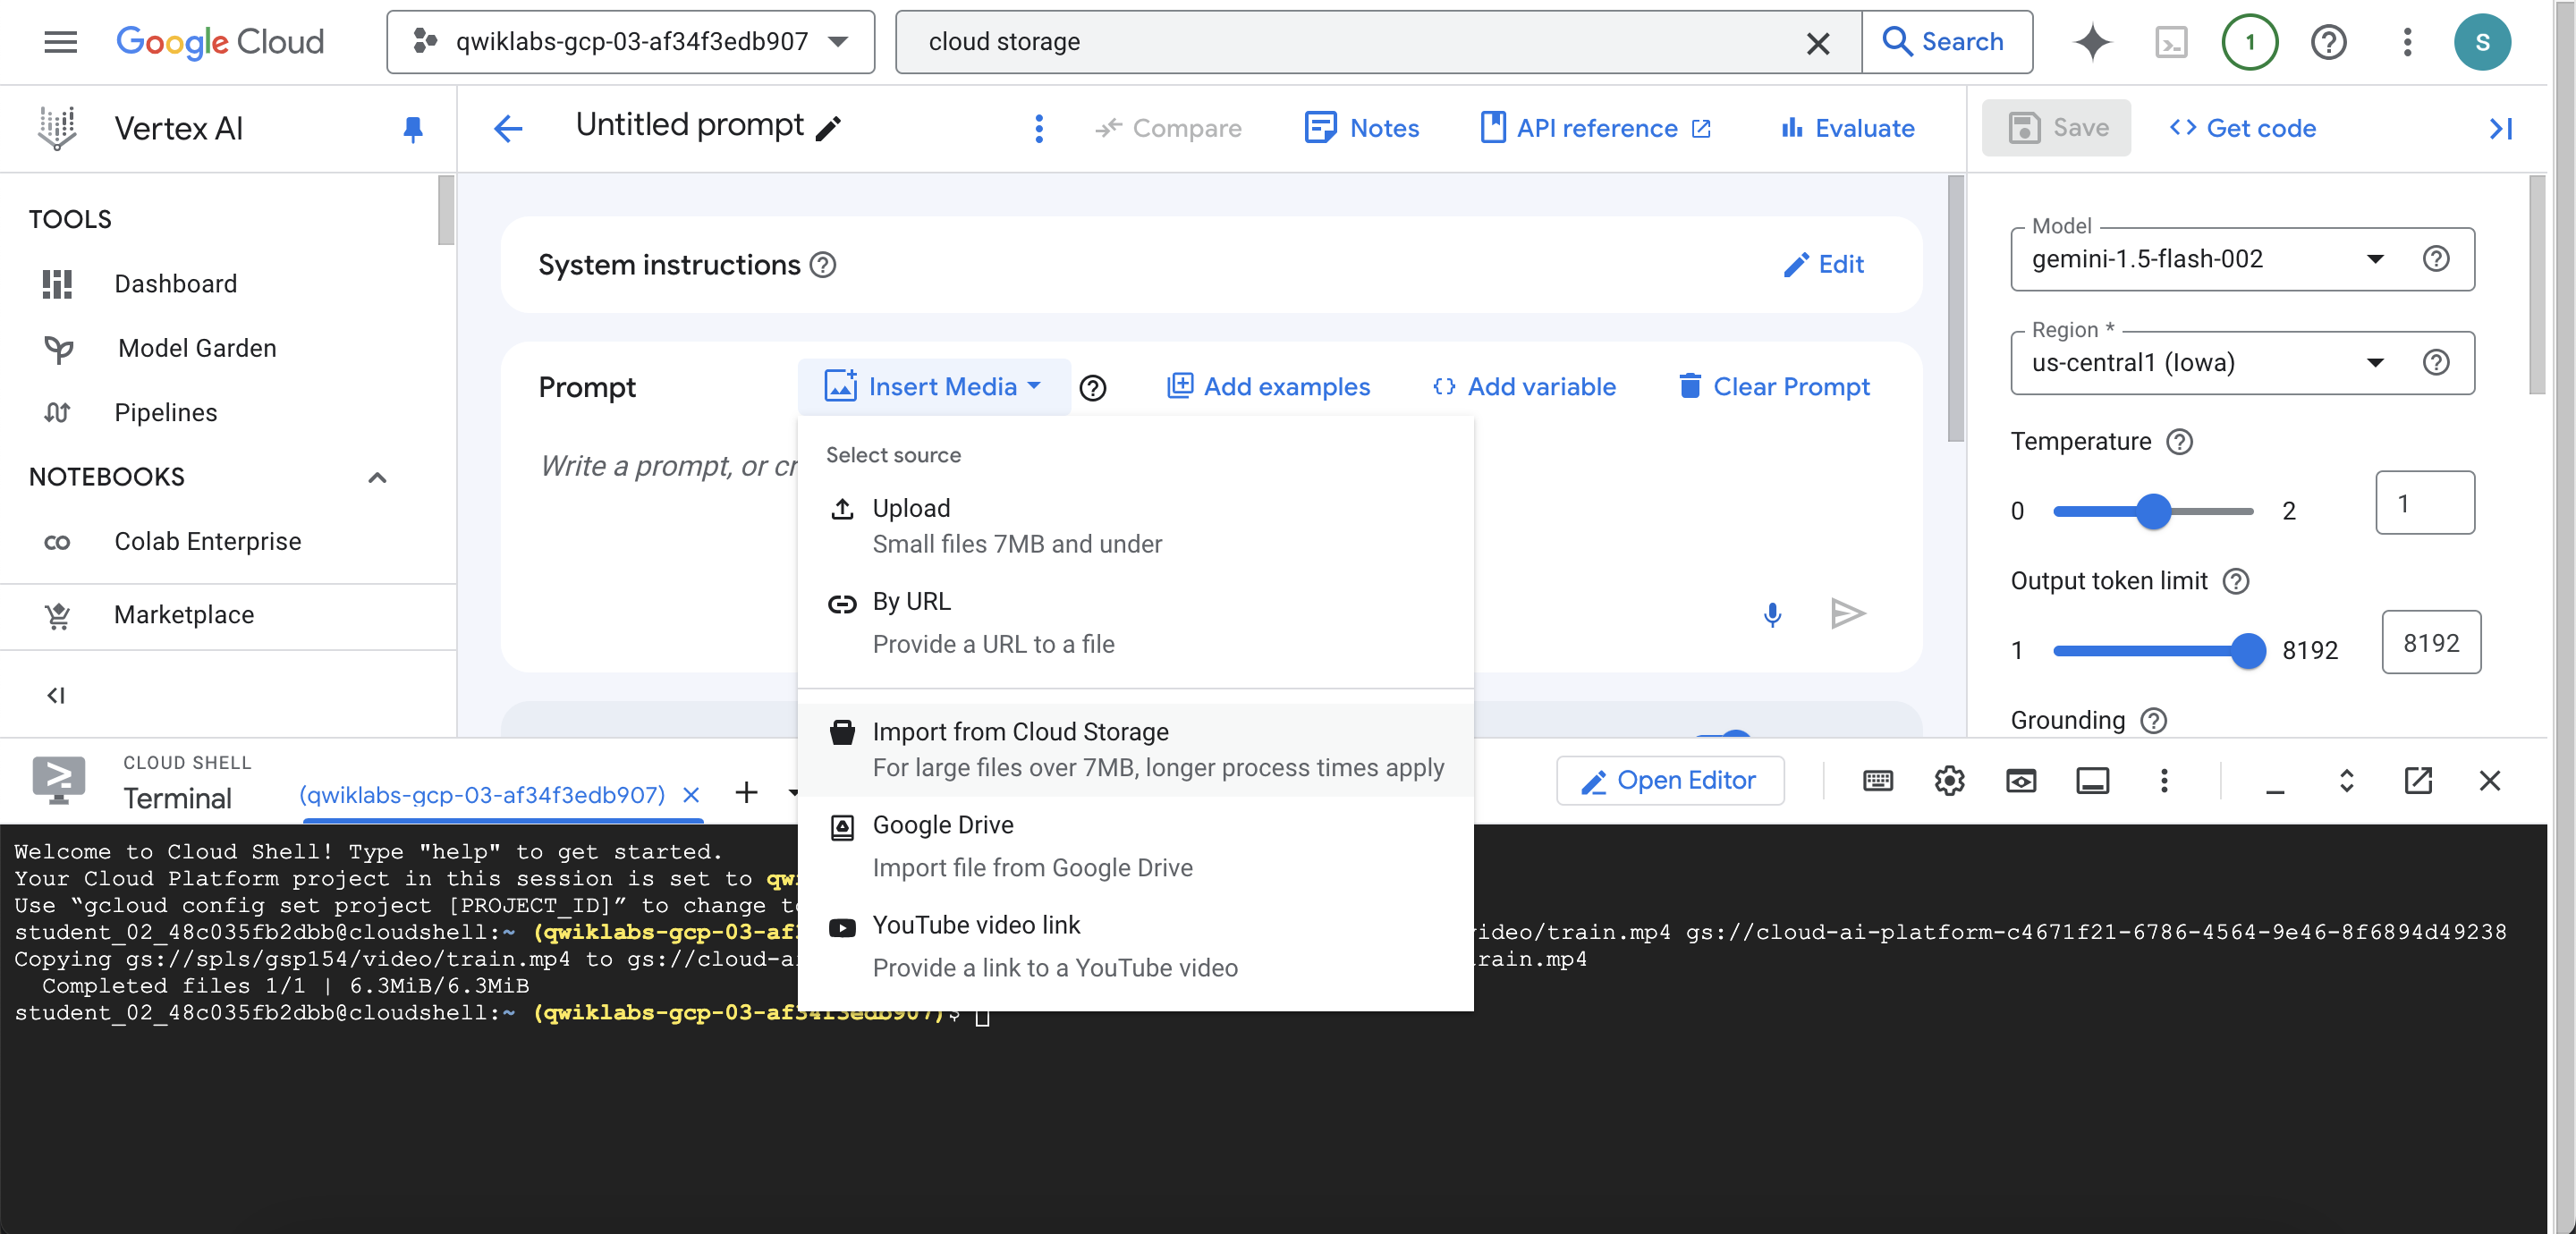 Google Cloud
qwiklabs-gcp-03-af34f3edb907
cloud storage
Search
1
S
Vertex AI
Untitled prompt
Compare
Notes
API reference
Evaluate
Save
Get code
TOOLS
Dashboard
Model Garden
Pipelines
NOTEBOOKS
Colab Enterprise
Marketplace
System instructions
Edit
Prompt
Insert Media
Add examples
Add variable
Clear Prompt
Write a prompt, or cr
Select source
Upload
Small files 7MB and under
By URL
Provide a URL to a file
Import from Cloud Storage
For large files over 7MB, longer process times apply
Google Drive
Import file from Google Drive
YouTube video link
Provide a link to a YouTube video
Model
gemini-1.5-flash-002
Region *
us-central1 (Iowa)
Temperature
0
2
1
Output token limit
1
8192
8192
Grounding
CLOUD SHELL
Terminal
(qwiklabs-gcp-03-af34f3edb907)
Open Editor
Welcome to Cloud Shell! Type "help" to get started.
Your Cloud Platform project in this session is set to qw
Use “gcloud config set project [PROJECT_ID]” to change to
student_02_48c035fb2dbb@cloudshell:~ (qwiklabs-gcp-03-af video/train.mp4 gs://cloud-ai-platform-c4671f21-6786-4564-9e46-8f6894d49238
Copying gs://spls/gsp154/video/train.mp4 to gs://cloud-a train.mp4
Completed files 1/1 | 6.3MiB/6.3MiB
student_02_48c035fb2dbb@cloudshell:~ (qwiklabs-gcp-03-af34f3edb907)$